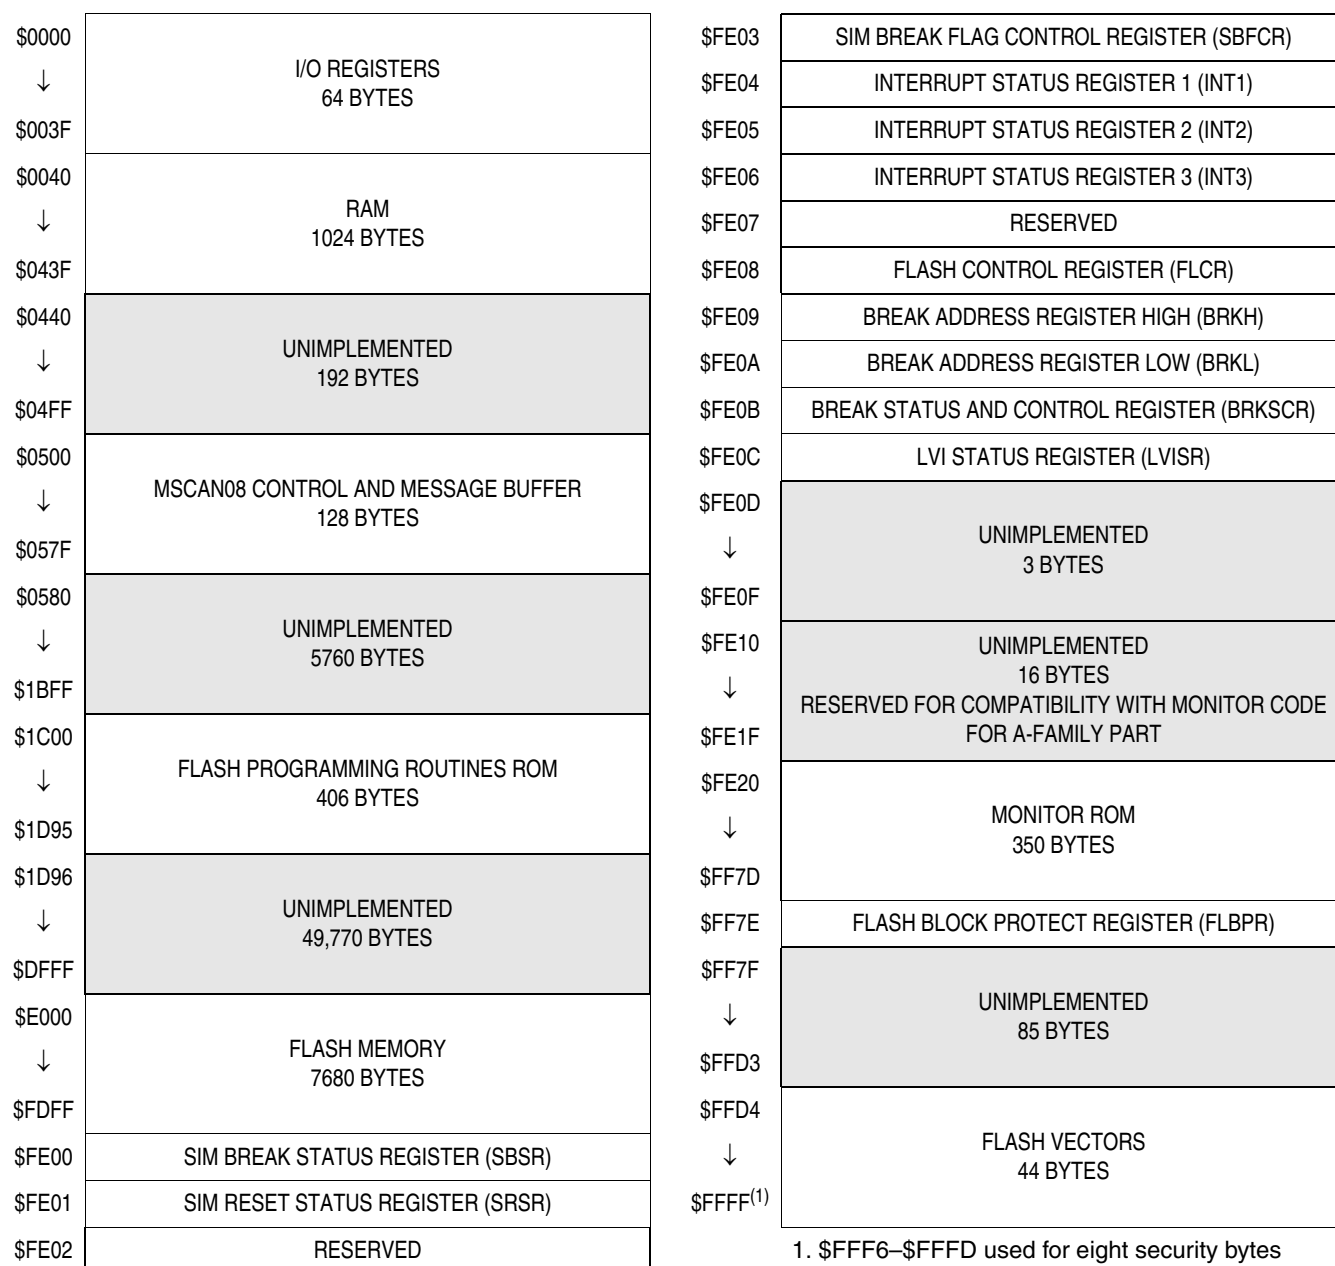 $0000
↓
$003F
I/O REGISTERS
64 BYTES
$0040
↓
$043F
RAM
1024 BYTES
$0440
↓
$04FF
UNIMPLEMENTED
192 BYTES
$0500
↓
$057F
MSCAN08 CONTROL AND MESSAGE BUFFER
128 BYTES
$0580
↓
$1BFF
UNIMPLEMENTED
5760 BYTES
$1C00
↓
$1D95
FLASH PROGRAMMING ROUTINES ROM
406 BYTES
$1D96
↓
$DFFF
UNIMPLEMENTED
49,770 BYTES
$E000
↓
$FDFF
FLASH MEMORY
7680 BYTES
$FE00 SIM BREAK STATUS REGISTER (SBSR)
$FE01 SIM RESET STATUS REGISTER (SRSR)
$FE02 RESERVED
$FE03 SIM BREAK FLAG CONTROL REGISTER (SBFCR)
$FE04 INTERRUPT STATUS REGISTER 1 (INT1)
$FE05 INTERRUPT STATUS REGISTER 2 (INT2)
$FE06 INTERRUPT STATUS REGISTER 3 (INT3)
$FE07 RESERVED
$FE08 FLASH CONTROL REGISTER (FLCR)
$FE09 BREAK ADDRESS REGISTER HIGH (BRKH)
$FE0A BREAK ADDRESS REGISTER LOW (BRKL)
$FE0B BREAK STATUS AND CONTROL REGISTER (BRKSCR)
$FE0C LVI STATUS REGISTER (LVISR)
$FE0D
↓
$FE0F
UNIMPLEMENTED
3 BYTES
$FE10
↓
$FE1F
UNIMPLEMENTED
16 BYTES
RESERVED FOR COMPATIBILITY WITH MONITOR CODE
FOR A-FAMILY PART
$FE20
↓
$FF7D
MONITOR ROM
350 BYTES
$FF7E FLASH BLOCK PROTECT REGISTER (FLBPR)
$FF7F
↓
$FFD3
UNIMPLEMENTED
85 BYTES
$FFD4
↓
$FFFF(1)
FLASH VECTORS
44 BYTES
1. $FFF6–$FFFD used for eight security bytes